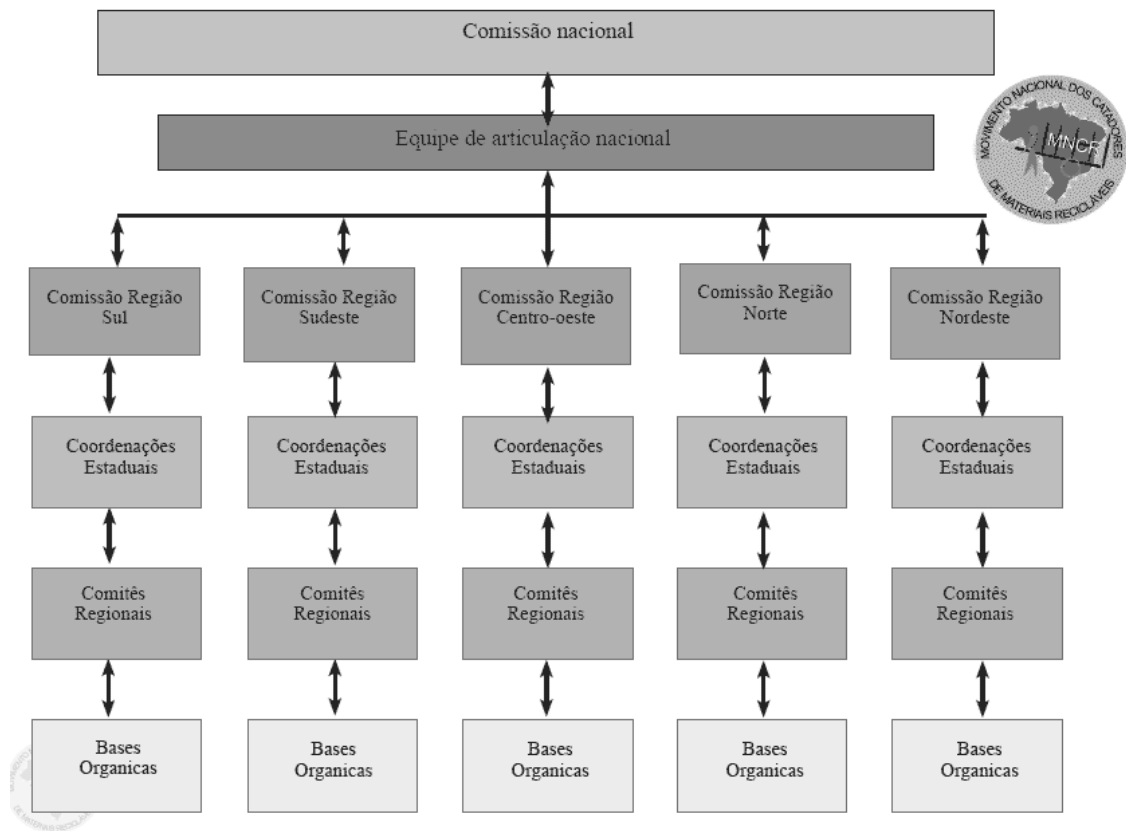 Comissão nacional
Equipe de articulação nacional
MOVIMENTO NACIONAL DOS CATADORES
MNCR
DE MATERIAIS RECICLÁVEIS
Comissão Região
Sul
Comissão Região
Sudeste
Comissão Região
Centro-oeste
Comissão Região
Norte
Comissão Região
Nordeste
Coordenações
Estaduais
Coordenações
Estaduais
Coordenações
Estaduais
Coordenações
Estaduais
Coordenações
Estaduais
Comitês
Regionais
Comitês
Regionais
Comitês
Regionais
Comitês
Regionais
Comitês
Regionais
Bases
Organicas
Bases
Organicas
Bases
Organicas
Bases
Organicas
Bases
Organicas
DE MATERIAIS RECICLÁ